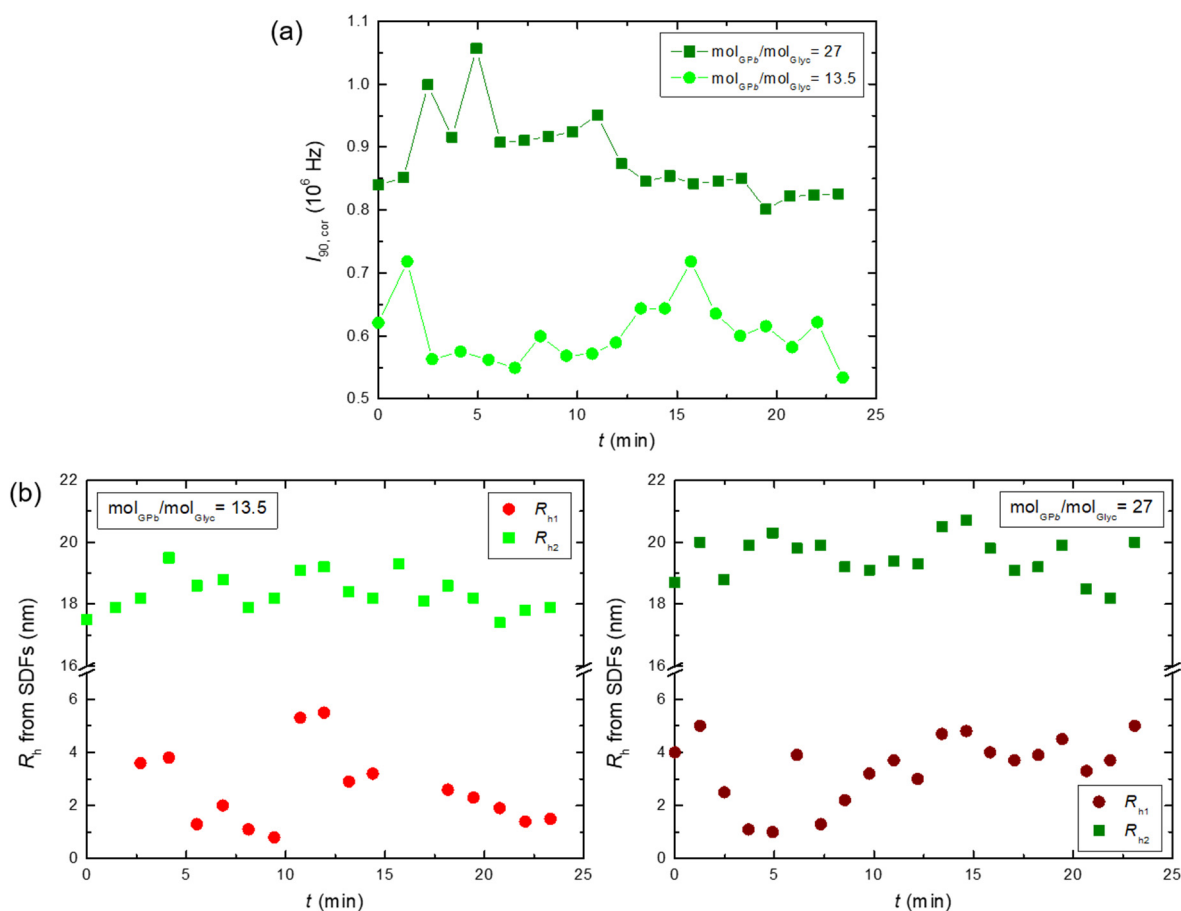 (a)
1.1
1.0
0.9
0.8
0.7
0.6
0.5
I90, cor (10^6 Hz)
molGPb/molGlyc = 27
molGPb/molGlyc = 13.5
0 5 10 15 20 25
t (min)
(b)
22
20
18
16
6
4
2
0
Rh from SDFs (nm)
molGPb/molGlyc = 13.5
Rh1
Rh2
0 5 10 15 20 25
t (min)
22
20
18
16
6
4
2
0
Rh from SDFs (nm)
molGPb/molGlyc = 27
Rh1
Rh2
0 5 10 15 20 25
t (min)